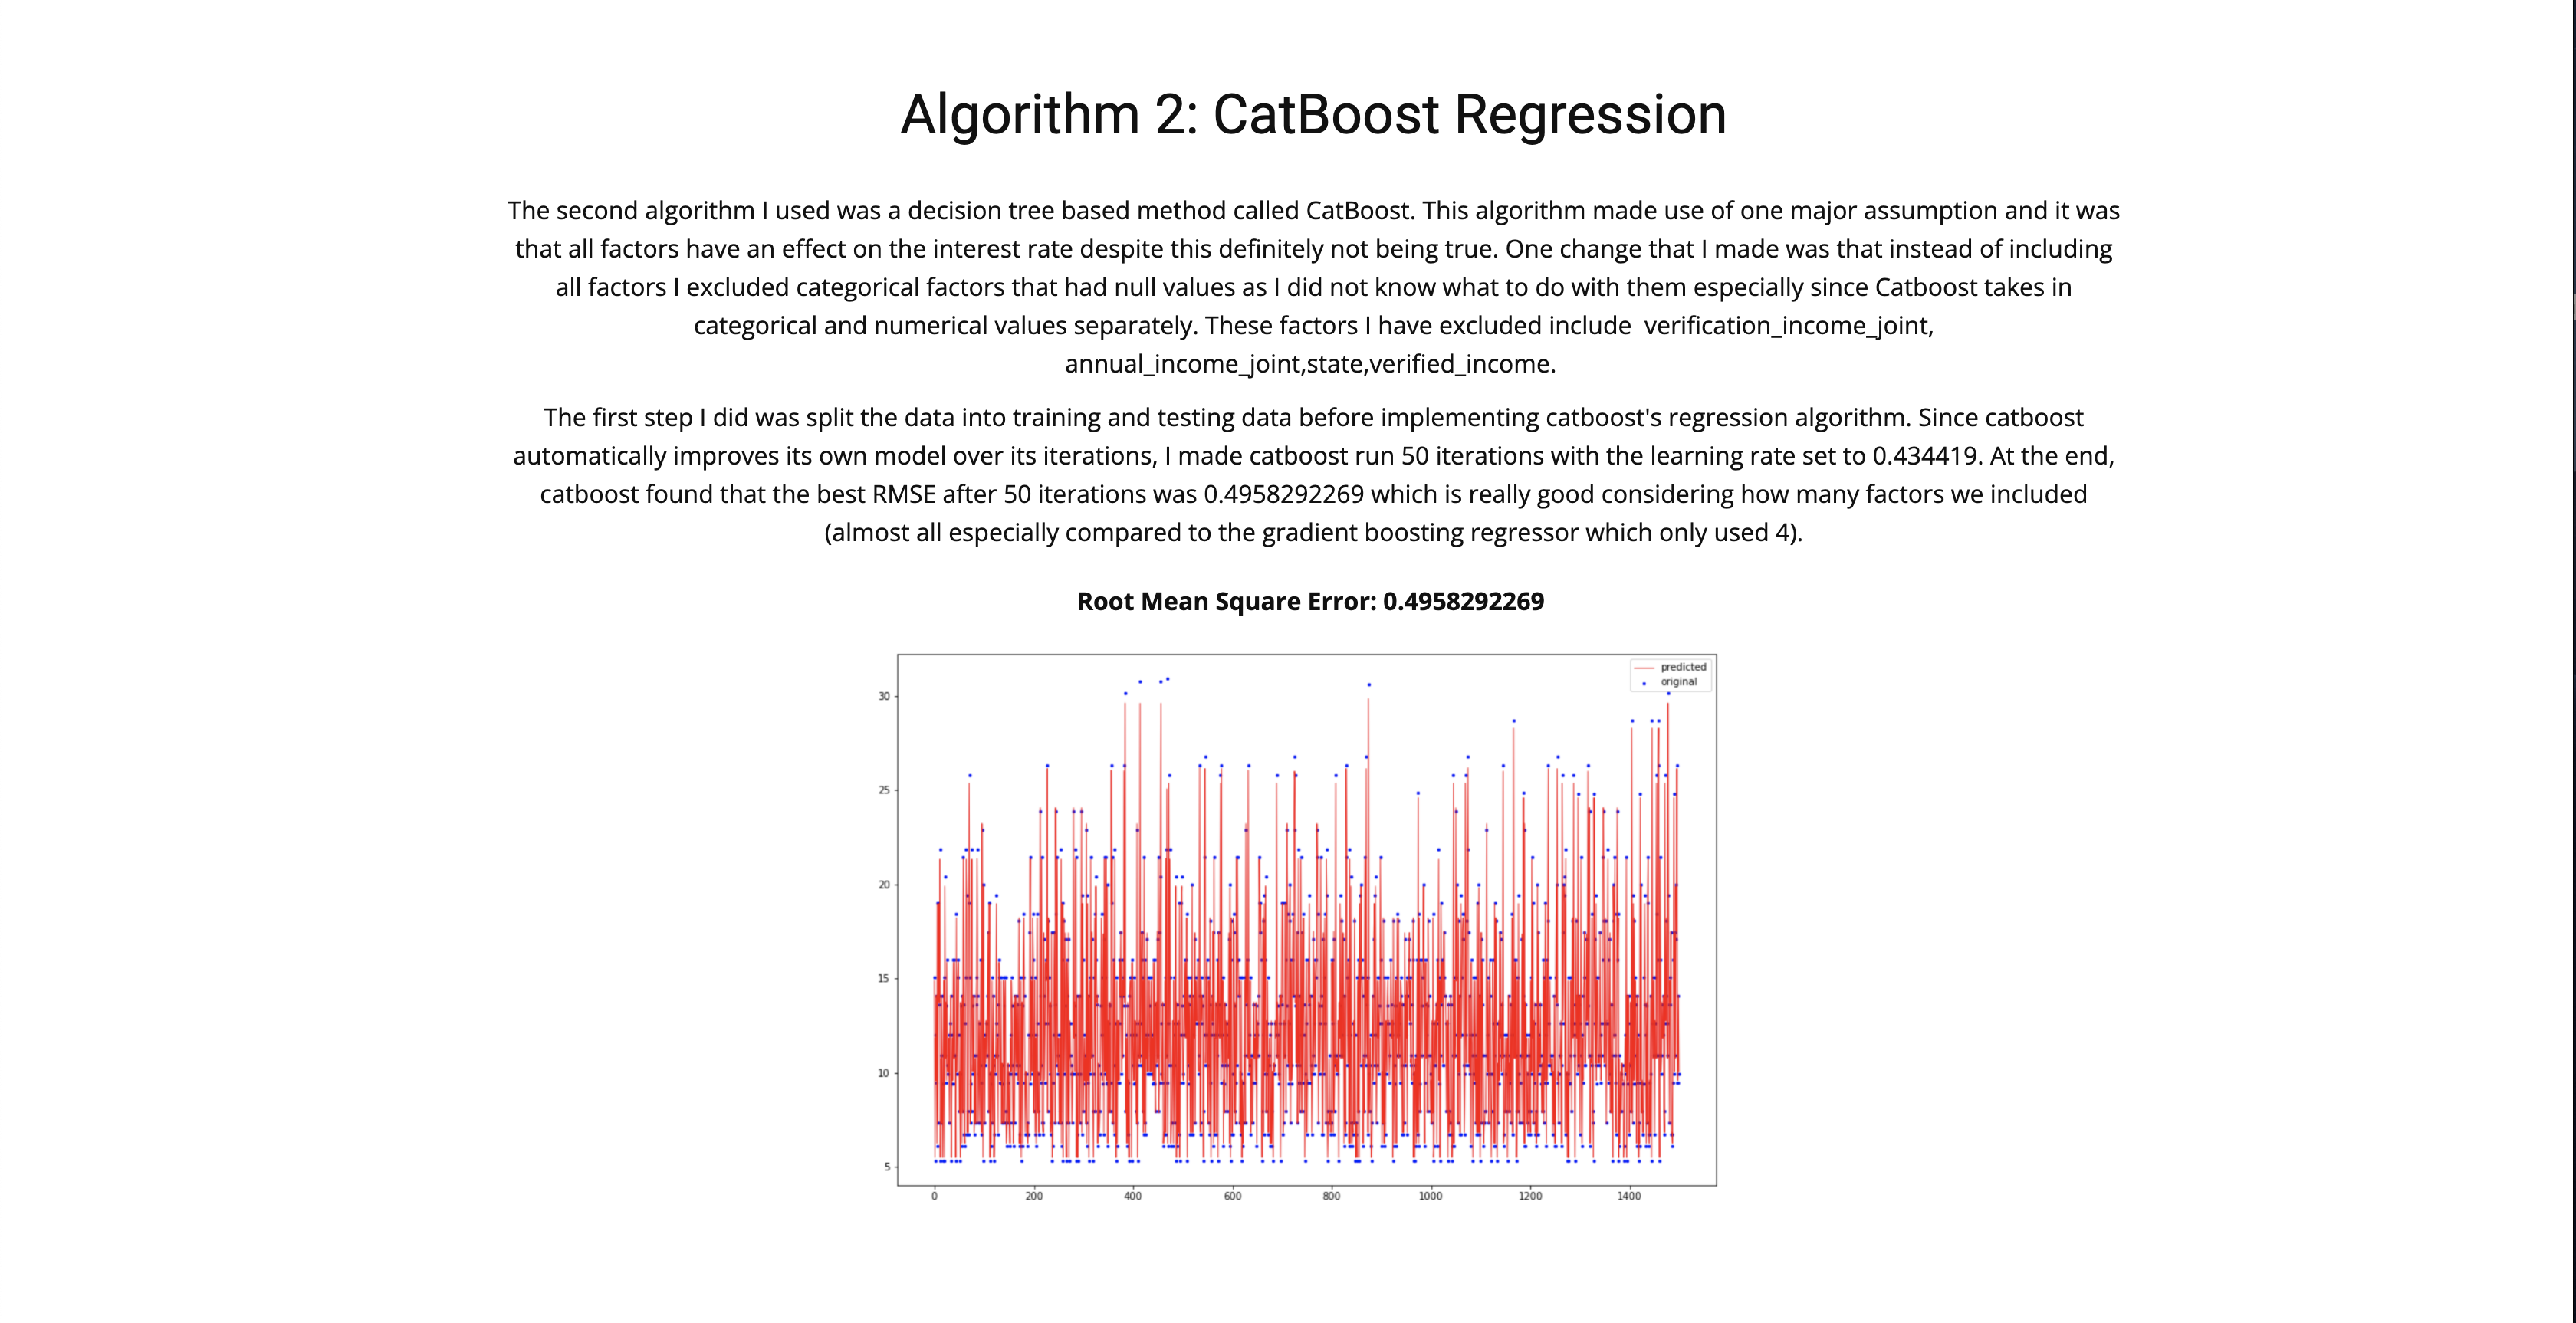 Algorithm 2: CatBoost Regression
The second algorithm I used was a decision tree based method called CatBoost. This algorithm made use of one major assumption and it was
that all factors have an effect on the interest rate despite this definitely not being true. One change that I made was that instead of including
all factors I excluded categorical factors that had null values as I did not know what to do with them especially since Catboost takes in
categorical and numerical values separately. These factors I have excluded include  verification_income_joint,
annual_income_joint,state,verified_income.
The first step I did was split the data into training and testing data before implementing catboost's regression algorithm. Since catboost
automatically improves its own model over its iterations, I made catboost run 50 iterations with the learning rate set to 0.434419. At the end,
catboost found that the best RMSE after 50 iterations was 0.4958292269 which is really good considering how many factors we included
(almost all especially compared to the gradient boosting regressor which only used 4).
Root Mean Square Error: 0.4958292269
predicted
original
30
25
20
15
10
5
0 200 400 600 800 1000 1200 1400